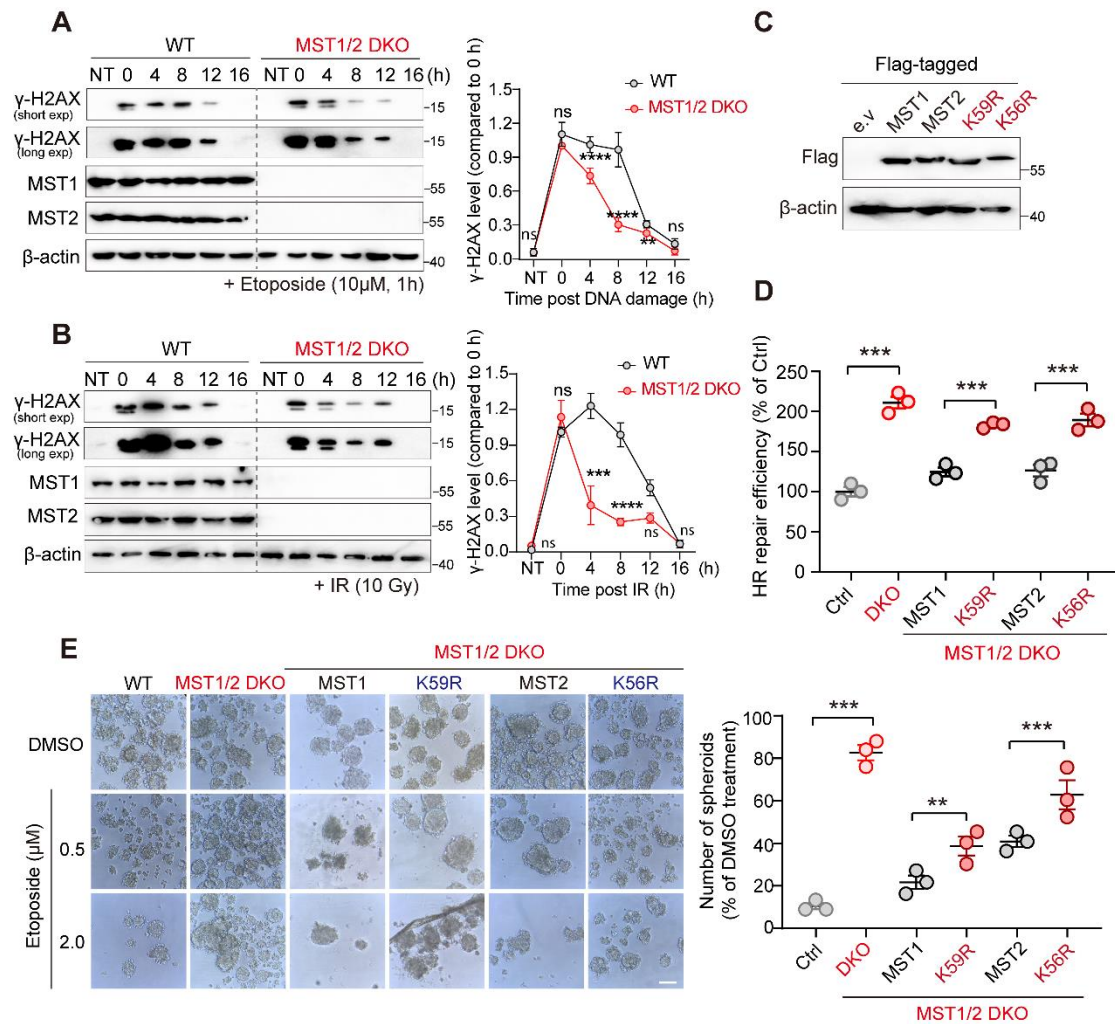 A
WT
MST1/2 DKO
NT 0 4 8 12 16
NT 0 4 8 12 16 (h)
γ-H2AX
(short exp)
15
γ-H2AX
(long exp)
15
MST1
55
MST2
55
β-actin
40
+ Etoposide (10μM, 1h)
γ-H2AX level (compared to 0 h)
1.5
1.2
0.9
0.6
0.3
0.0
WT
MST1/2 DKO
ns
ns
****
****
**
ns
NT 0 4 8 12 16
Time post DNA damage (h)
B
WT
MST1/2 DKO
NT 0 4 8 12 16
NT 0 4 8 12 16 (h)
γ-H2AX
(short exp)
15
γ-H2AX
(long exp)
15
MST1
55
MST2
55
β-actin
40
+ IR (10 Gy)
γ-H2AX level (compared to 0 h)
1.5
1.2
0.9
0.6
0.3
0.0
WT
MST1/2 DKO
ns
ns
***
****
ns
ns
NT 0 4 8 12 16 (h)
Time post IR (h)
C
Flag-tagged
e.v MST1 MST2 K59R K56R
Flag
55
β-actin
40
D
HR repair efficiency (% of Ctrl)
250
200
150
100
50
0
***
***
***
Ctrl DKO MST1 K59R MST2 K56R
MST1/2 DKO
E
MST1/2 DKO
WT MST1/2 DKO MST1 K59R MST2 K56R
DMSO
Etoposide (μM)
0.5
2.0
Number of spheroids
(% of DMSO treatment)
100
80
60
40
20
0
***
**
***
Ctrl DKO MST1 K59R MST2 K56R
MST1/2 DKO